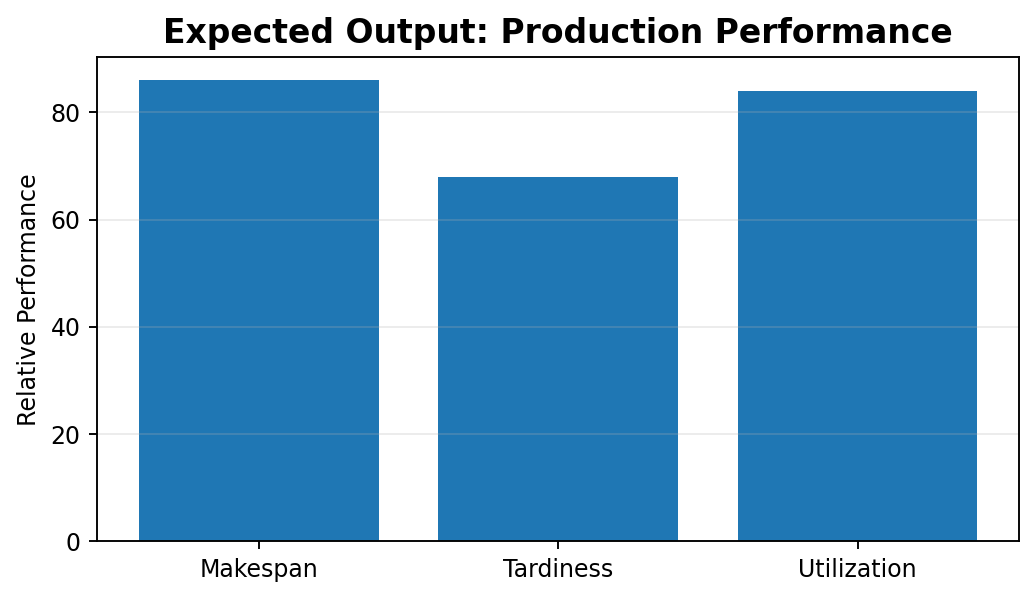 Expected Output: Production Performance
Relative Performance
80
60
40
20
0
Makespan
Tardiness
Utilization